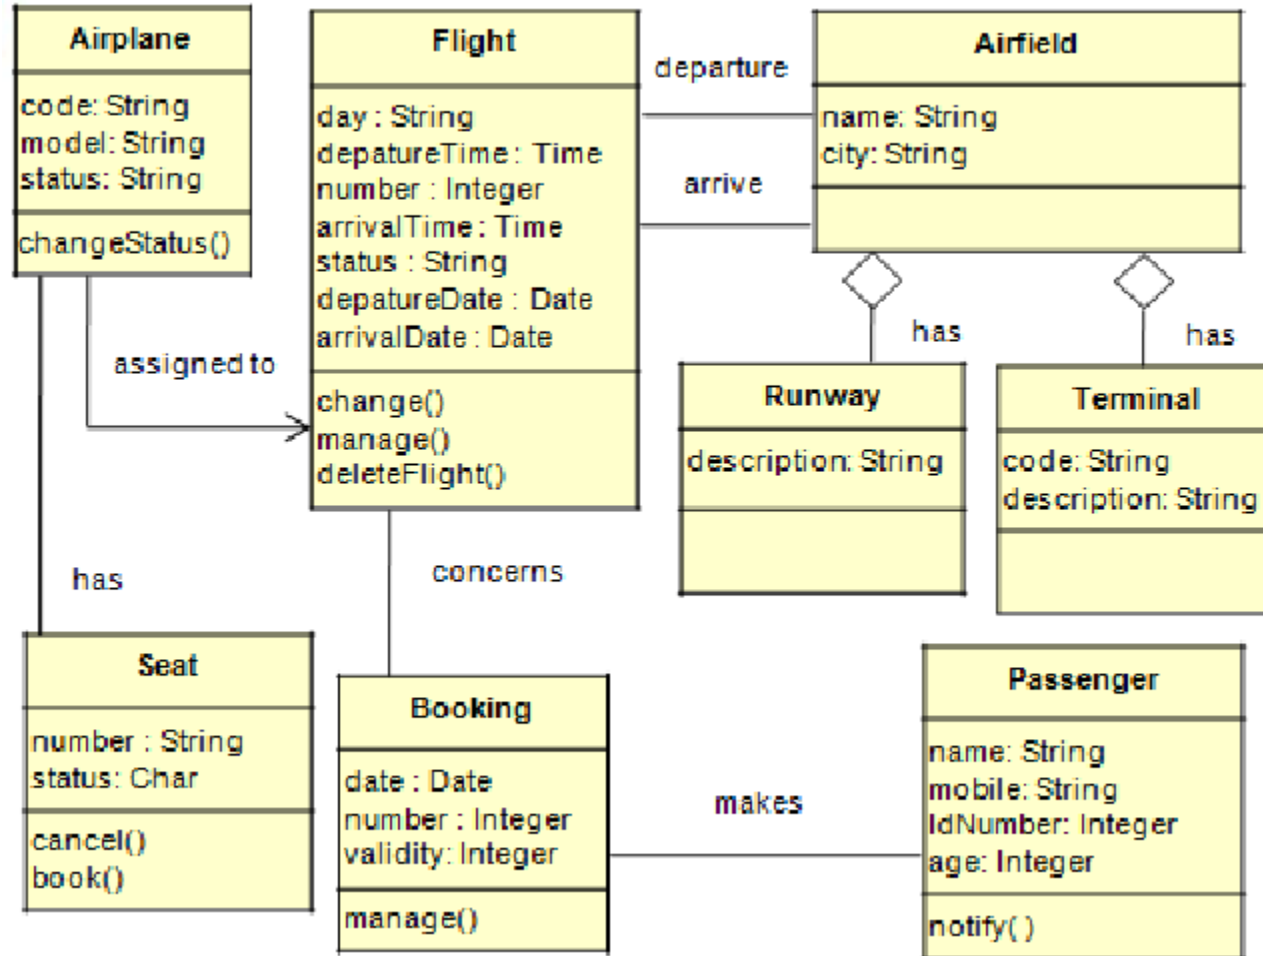 Airplane
code: String
model: String
status: String
changeStatus()
Flight
day : String
depatureTime : Time
number : Integer
arrivalTime : Time
status : String
depatureDate : Date
arrivalDate : Date
change()
manage()
deleteFlight()
departure
arrive
Airfield
name: String
city: String
assigned to
has
has
Runway
description: String
Terminal
code: String
description: String
has
concerns
Seat
number : String
status: Char
cancel()
book()
Booking
date : Date
number : Integer
validity: Integer
manage()
makes
Passenger
name: String
mobile: String
IdNumber: Integer
age: Integer
notify( )